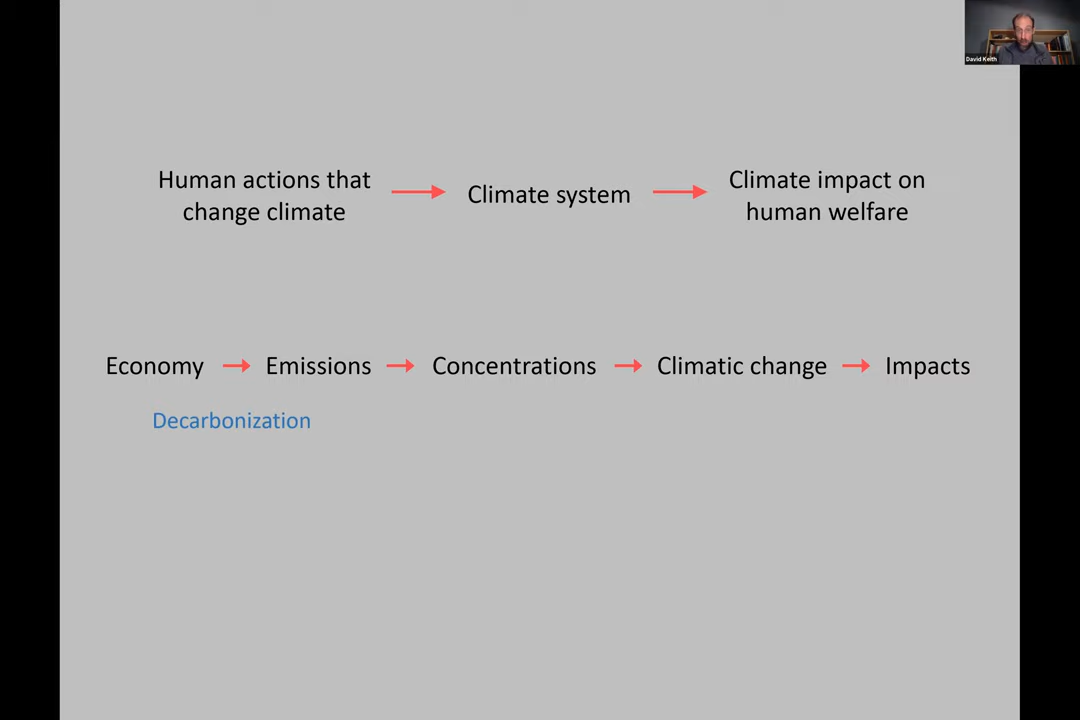 David Keith
Human actions that
change climate
Climate system
Climate impact on
human welfare
Economy → Emissions → Concentrations → Climatic change → Impacts
Decarbonization